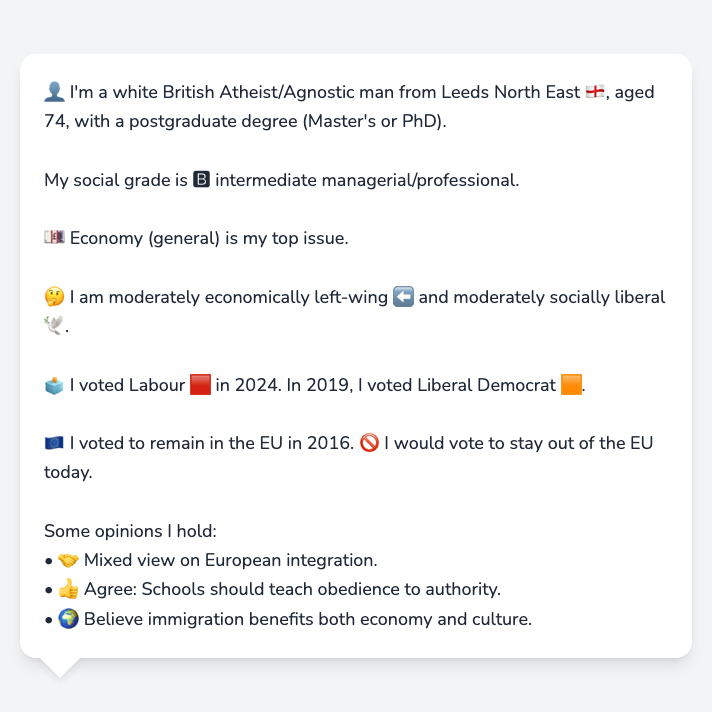 👤 I'm a white British Atheist/Agnostic man from Leeds North East 🏴󠁧󠁢󠁥󠁮󠁧󠁿, aged
74, with a postgraduate degree (Master's or PhD).
My social grade is 🅱 intermediate managerial/professional.
💷 Economy (general) is my top issue.
🤔 I am moderately economically left-wing ⬅️ and moderately socially liberal
🕊️.
🗳️ I voted Labour 🟥 in 2024. In 2019, I voted Liberal Democrat 🟧.
🇪🇺 I voted to remain in the EU in 2016. 🚫 I would vote to stay out of the EU
today.
Some opinions I hold:
• 🤝 Mixed view on European integration.
• 👍 Agree: Schools should teach obedience to authority.
• 🌍 Believe immigration benefits both economy and culture.